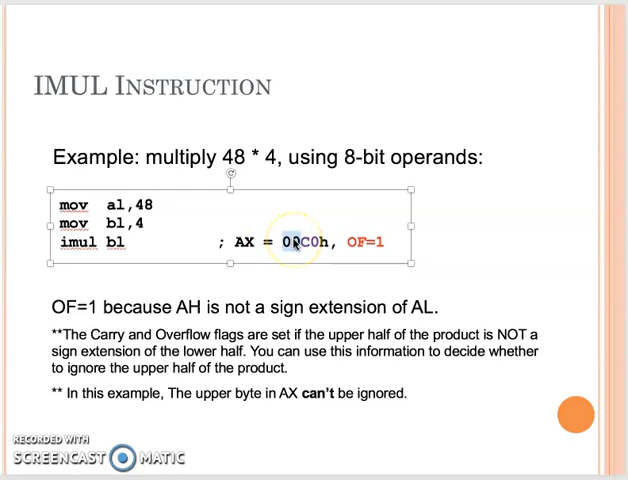 IMUL INSTRUCTION
Example: multiply 48 * 4, using 8-bit operands:
mov al,48
mov bl,4
imul bl ; AX = 00C0h, OF=1
OF=1 because AH is not a sign extension of AL.
**The Carry and Overflow flags are set if the upper half of the product is NOT a
sign extension of the lower half. You can use this information to decide whether
to ignore the upper half of the product.
** In this example, The upper byte in AX can't be ignored.
RECORDED WITH
SCREENCAST MATIC